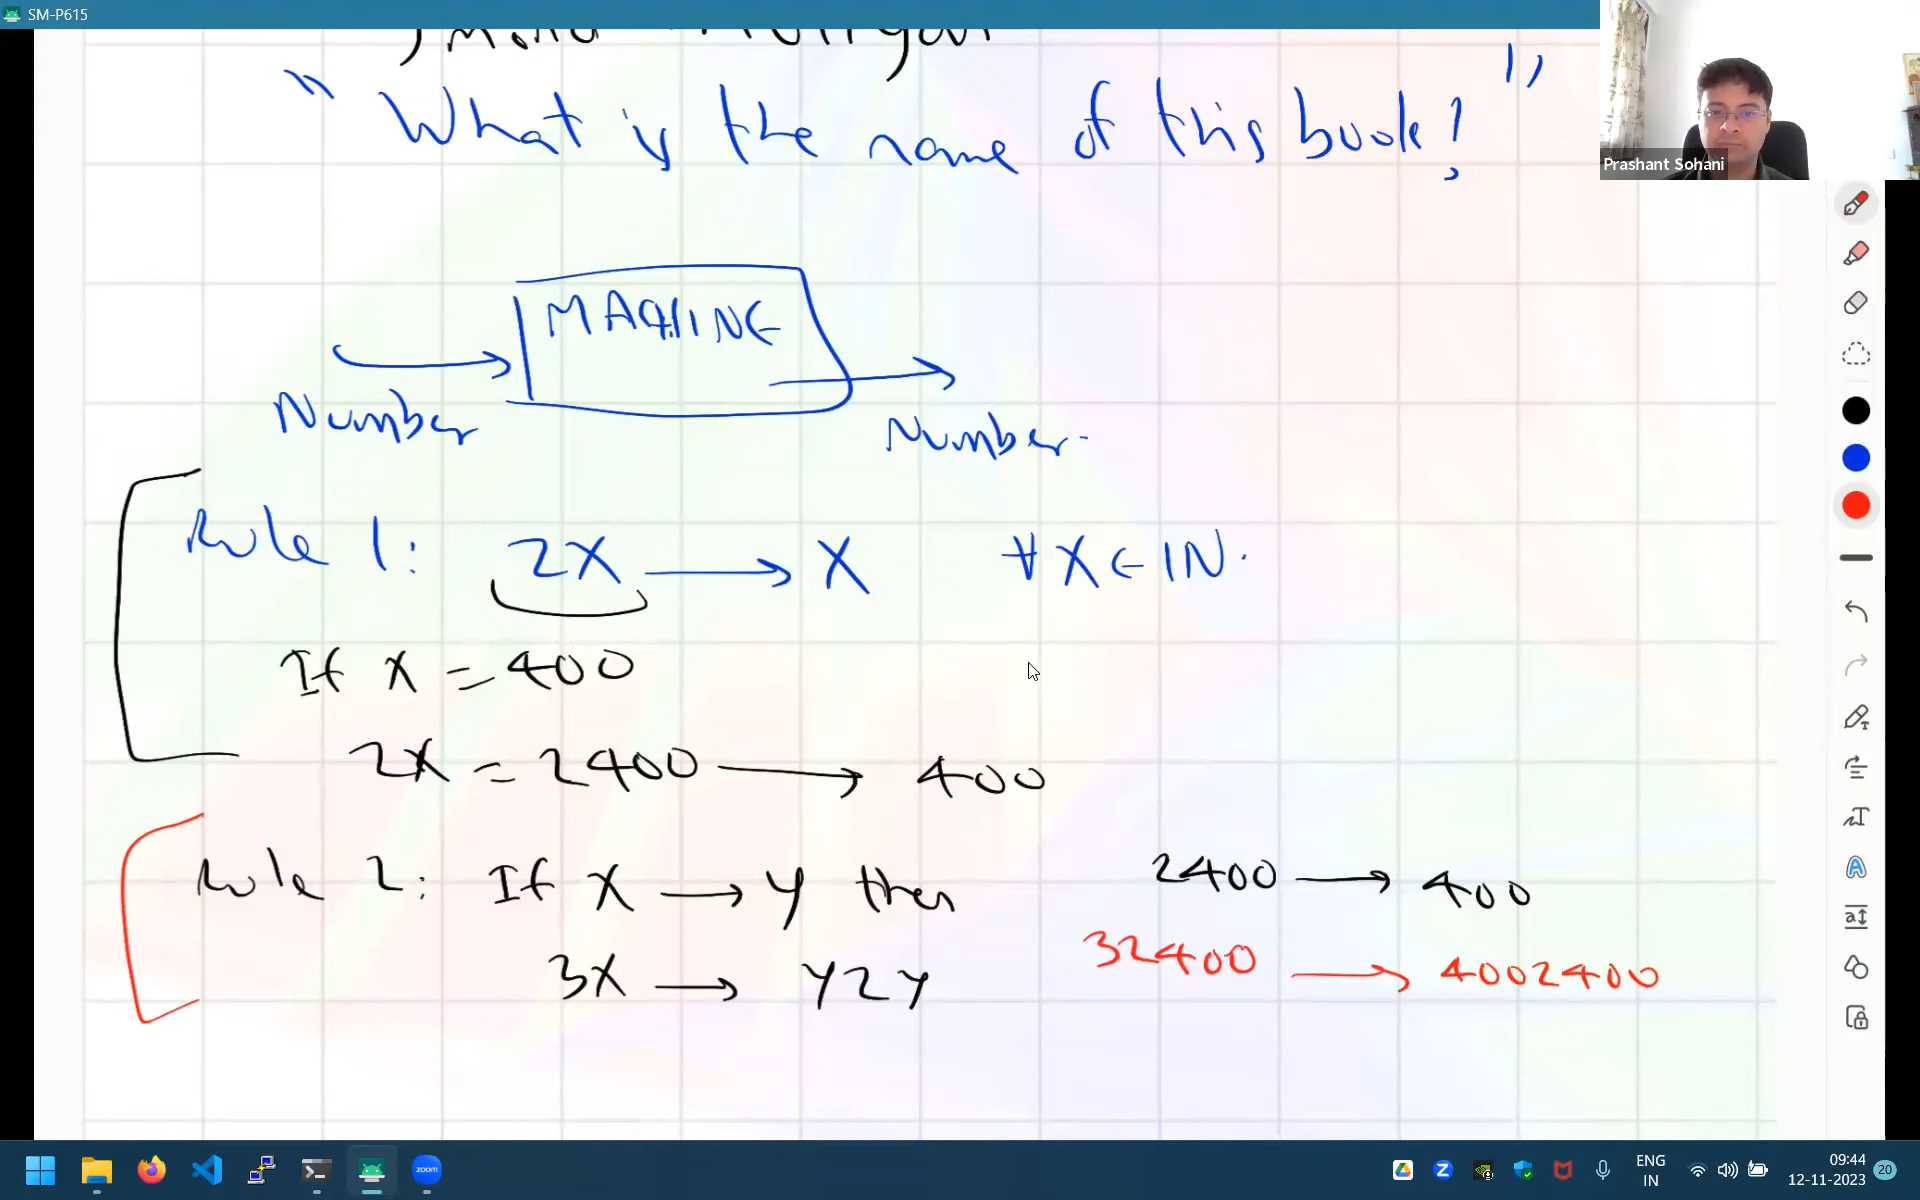 SM-P615
"What is the name of this book?"
Prashant Sohani
MACHINE
Number
Number.
Rule 1: 2X → X ∀ X ∈ IN.
If X = 400
2X = 2400 → 400
Rule 2: If X → Y then 2400 → 400
3X → Y2Y 32400 → 4002400
zoom
ENG
IN
09:44
12-11-2023
20